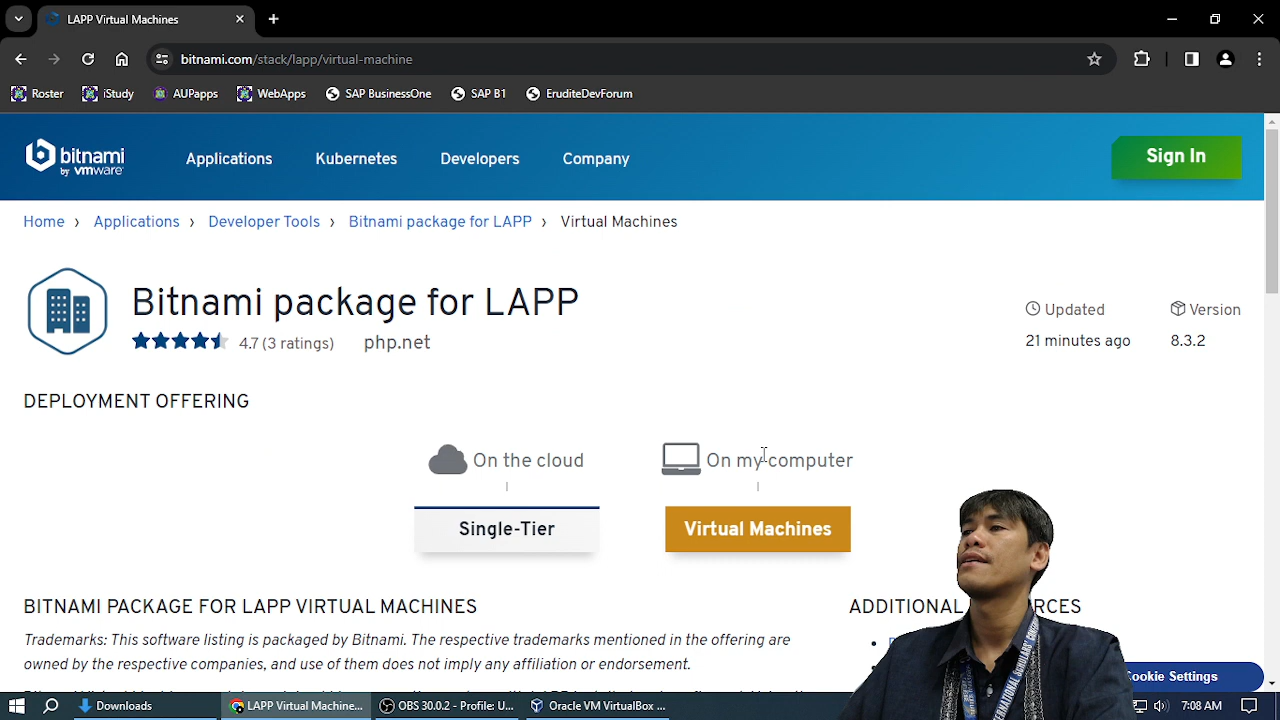 LAPP Virtual Machines
bitnami.com/stack/lapp/virtual-machine
Roster iStudy AUPapps WebApps SAP BusinessOne SAP B1 EruditeDevForum
bitnami by vmware Applications Kubernetes Developers Company Sign In
Home › Applications › Developer Tools › Bitnami package for LAPP › Virtual Machines
Bitnami package for LAPP
Updated Version
4.7 (3 ratings) php.net 21 minutes ago 8.3.2
DEPLOYMENT OFFERING
On the cloud On my computer
Single-Tier Virtual Machines
BITNAMI PACKAGE FOR LAPP VIRTUAL MACHINES ADDITIONAL
Trademarks: This software listing is packaged by Bitnami. The respective trademarks mentioned in the offering are
owned by the respective companies, and use of them does not imply any affiliation or endorsement.
Cookie Settings
Downloads LAPP Virtual Machine... OBS 30.0.2 - Profile: U... Oracle VM VirtualBox ... 7:08 AM